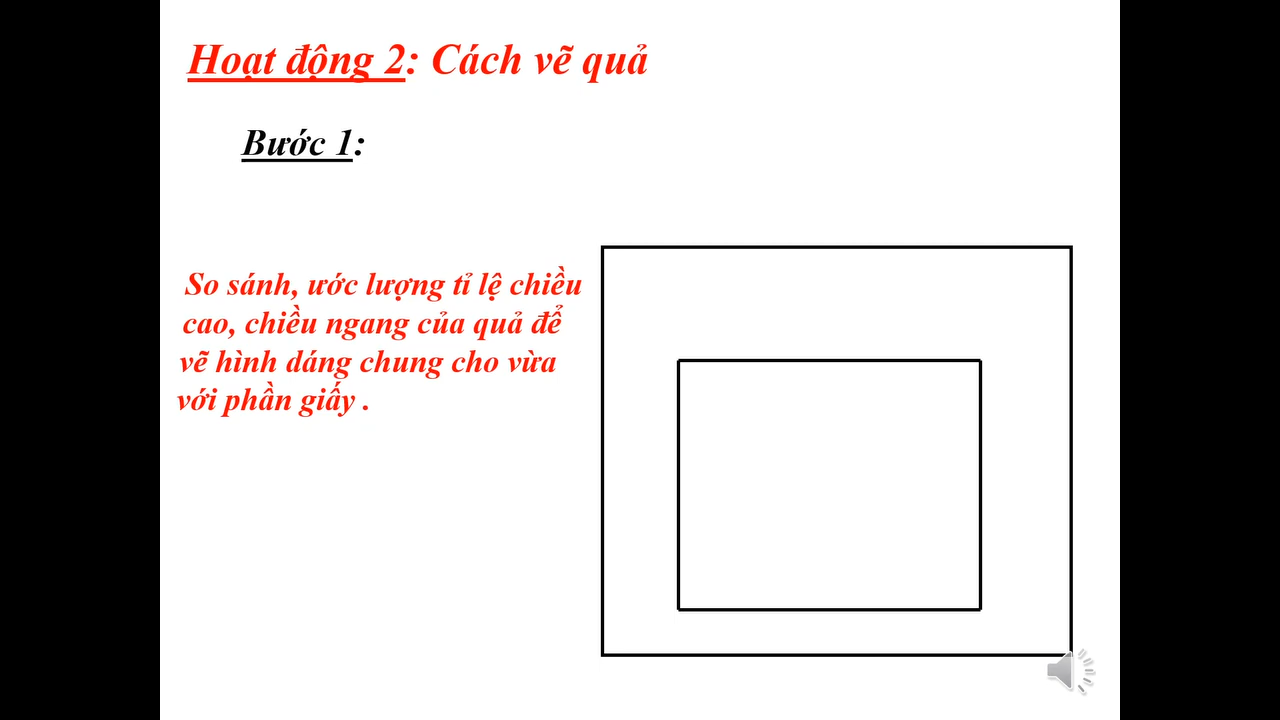 Hoạt động 2: Cách vẽ quả
Bước 1:
So sánh, ước lượng tỉ lệ chiều
cao, chiều ngang của quả để
vẽ hình dáng chung cho vừa
với phần giấy .